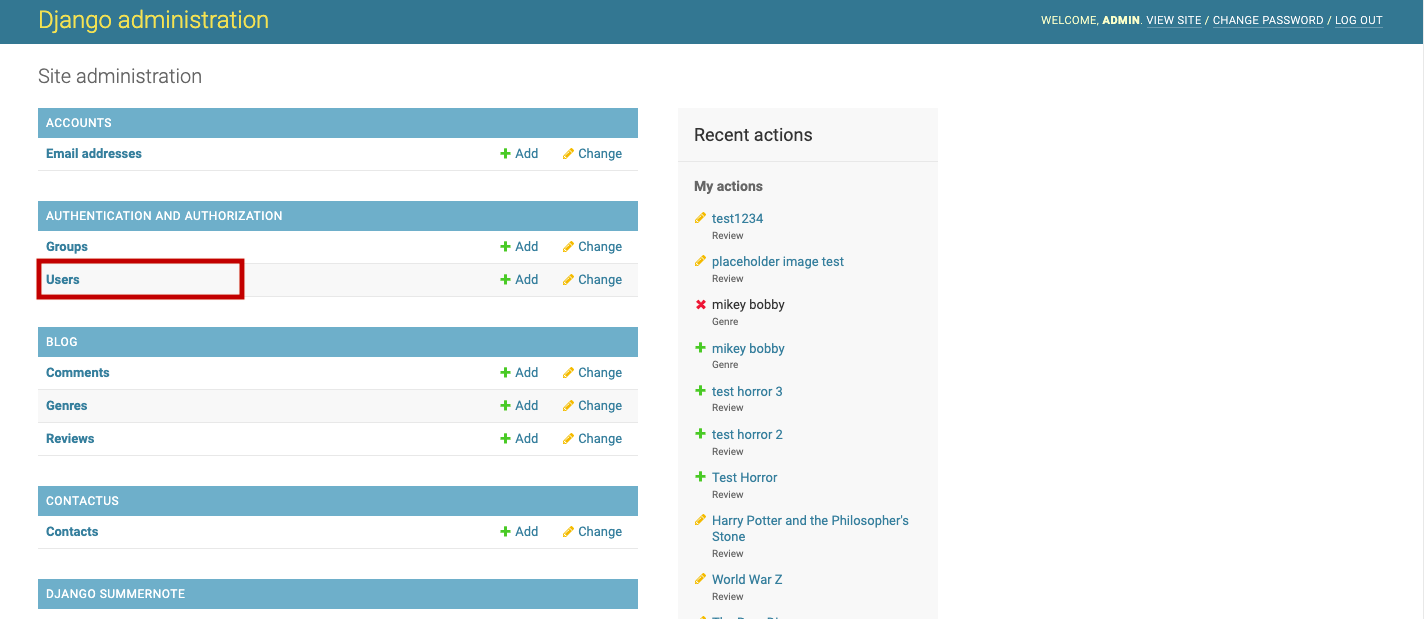 Django administration
WELCOME, ADMIN. VIEW SITE / CHANGE PASSWORD / LOG OUT
Site administration
ACCOUNTS
Email addresses Add Change
AUTHENTICATION AND AUTHORIZATION
Groups Add Change
Users Add Change
BLOG
Comments Add Change
Genres Add Change
Reviews Add Change
CONTACTUS
Contacts Add Change
DJANGO SUMMERNOTE
Recent actions
My actions
test1234
Review
placeholder image test
Review
mikey bobby
Genre
mikey bobby
Genre
test horror 3
Review
test horror 2
Review
Test Horror
Review
Harry Potter and the Philosopher's
Stone
Review
World War Z
Review